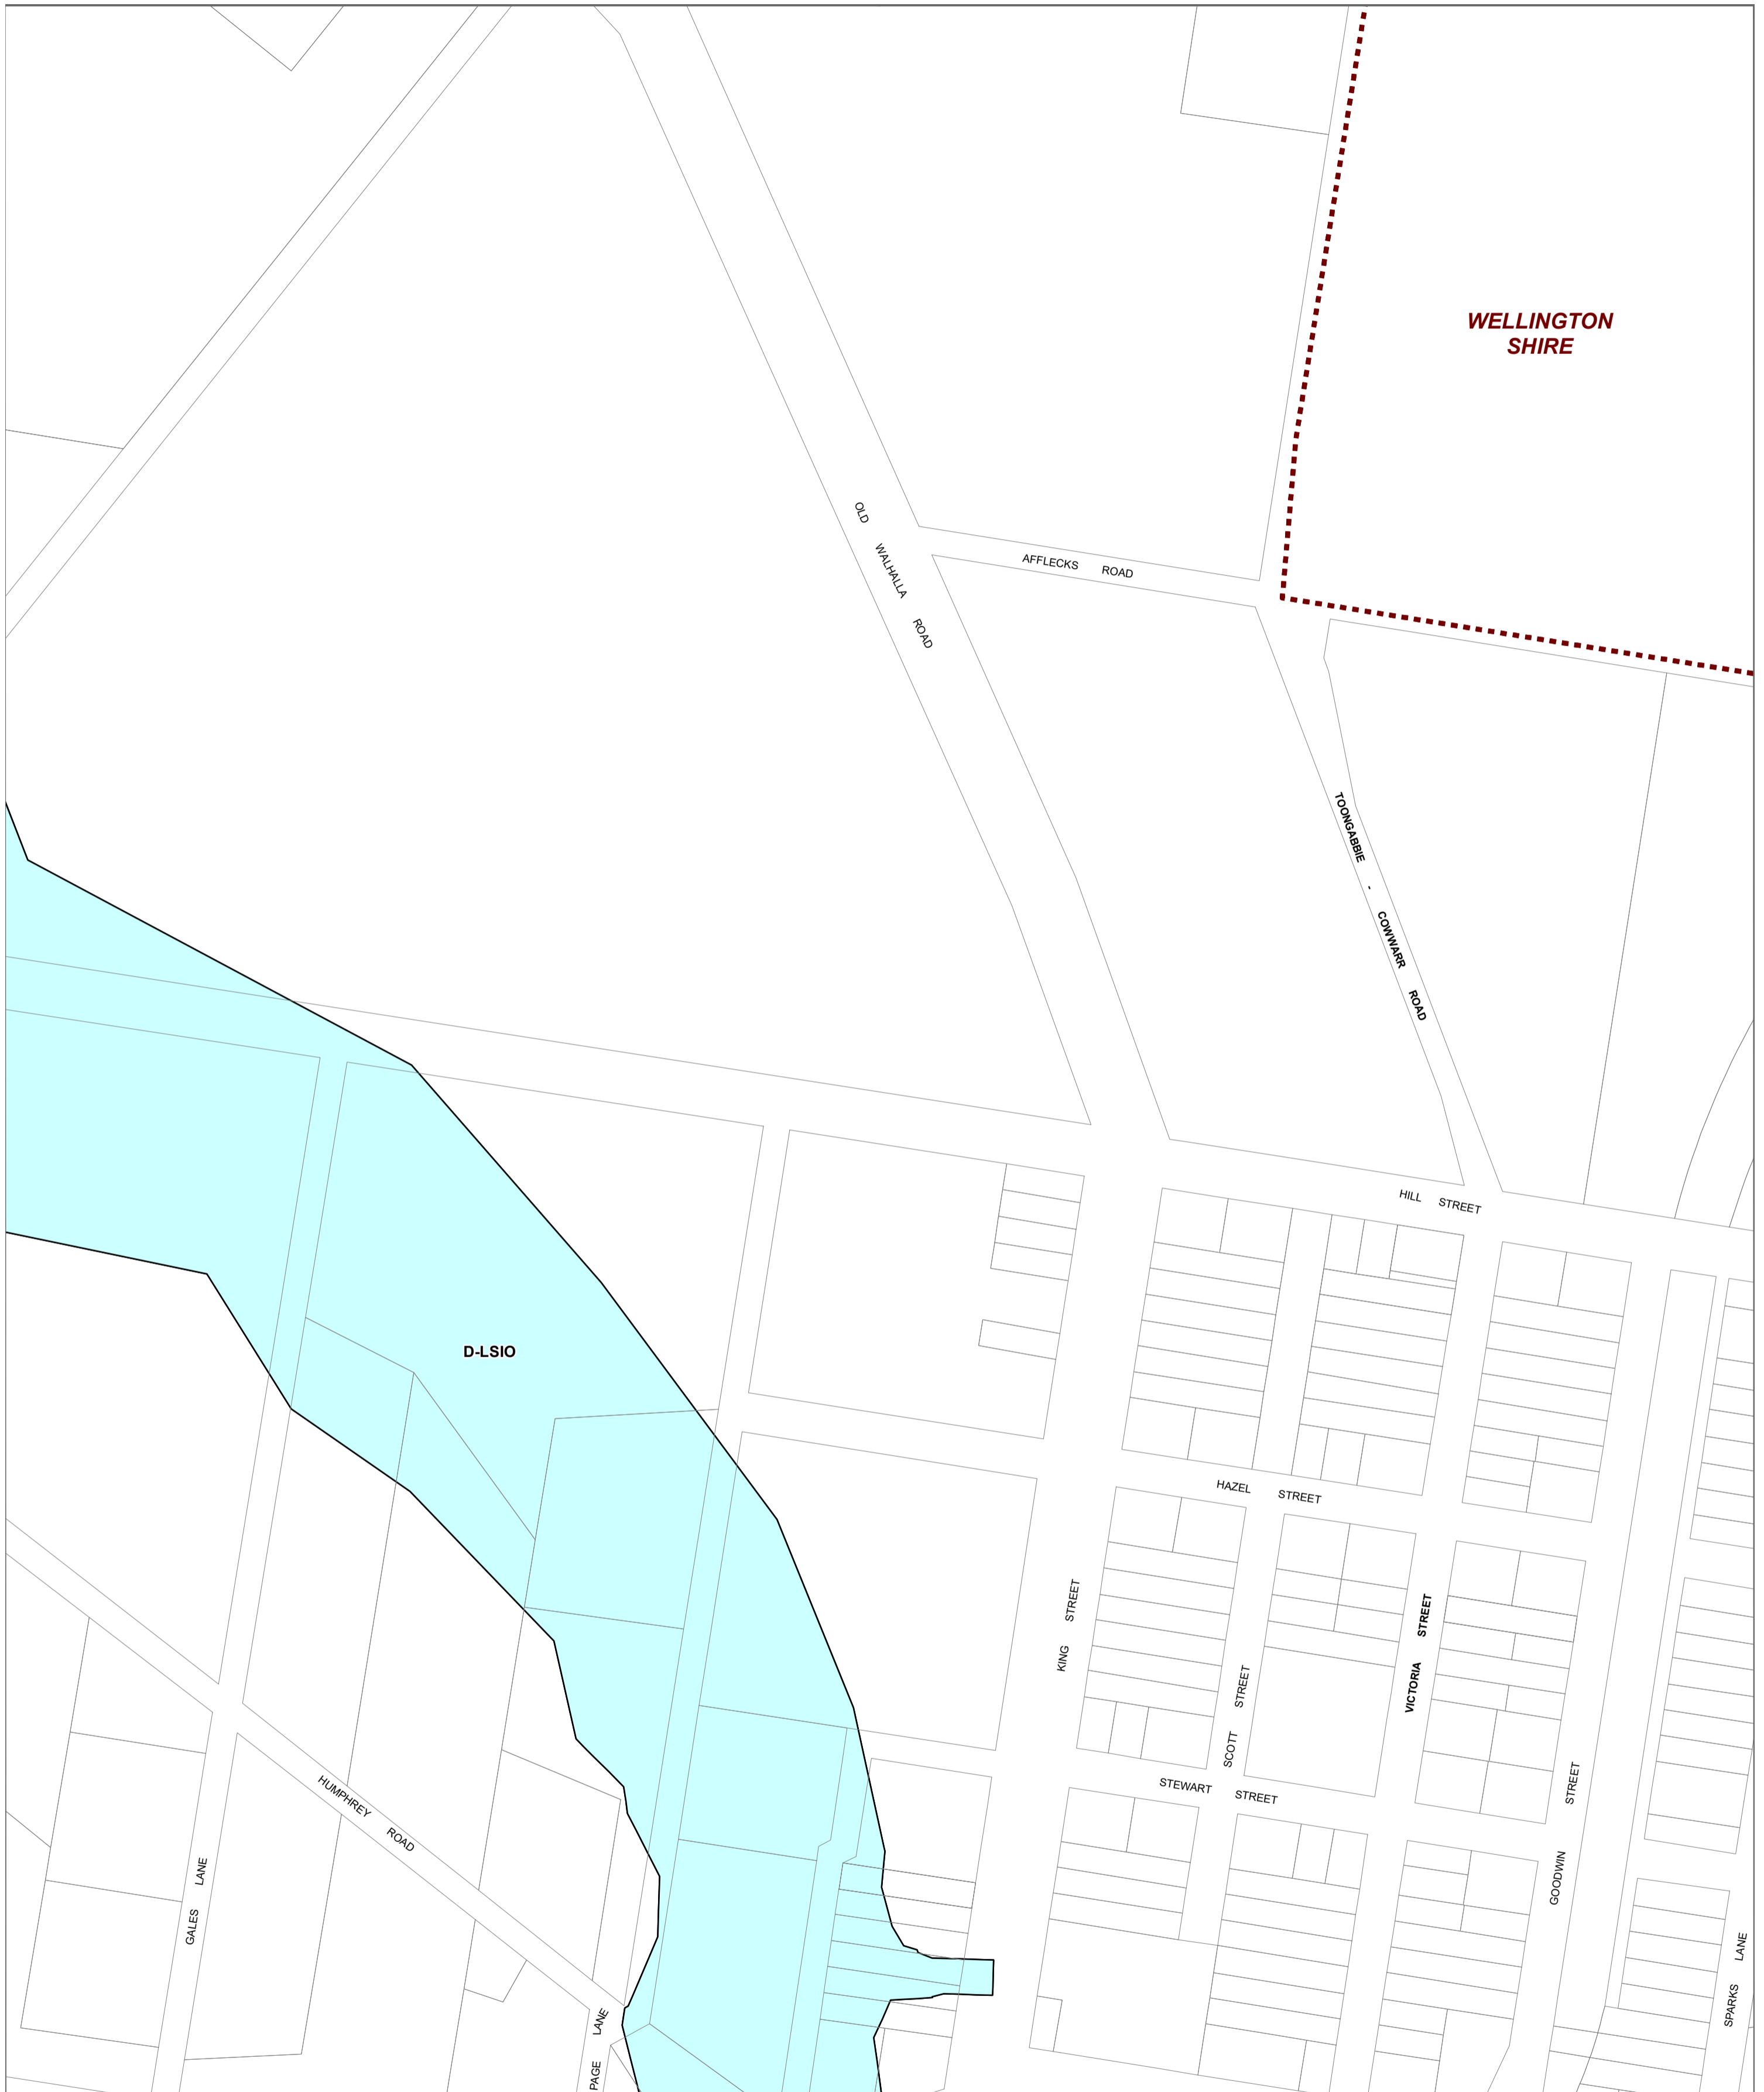 WELLINGTON
SHIRE
OLD WALHALLA ROAD
AFFLECKS ROAD
TOONGABBIE - COWWARR ROAD
HILL STREET
D-LSIO
HAZEL STREET
KING STREET
SCOTT STREET
VICTORIA STREET
STEWART STREET
HUMPHREY ROAD
GALES LANE
GOODWIN STREET
PAGE LANE
SPARKS LANE